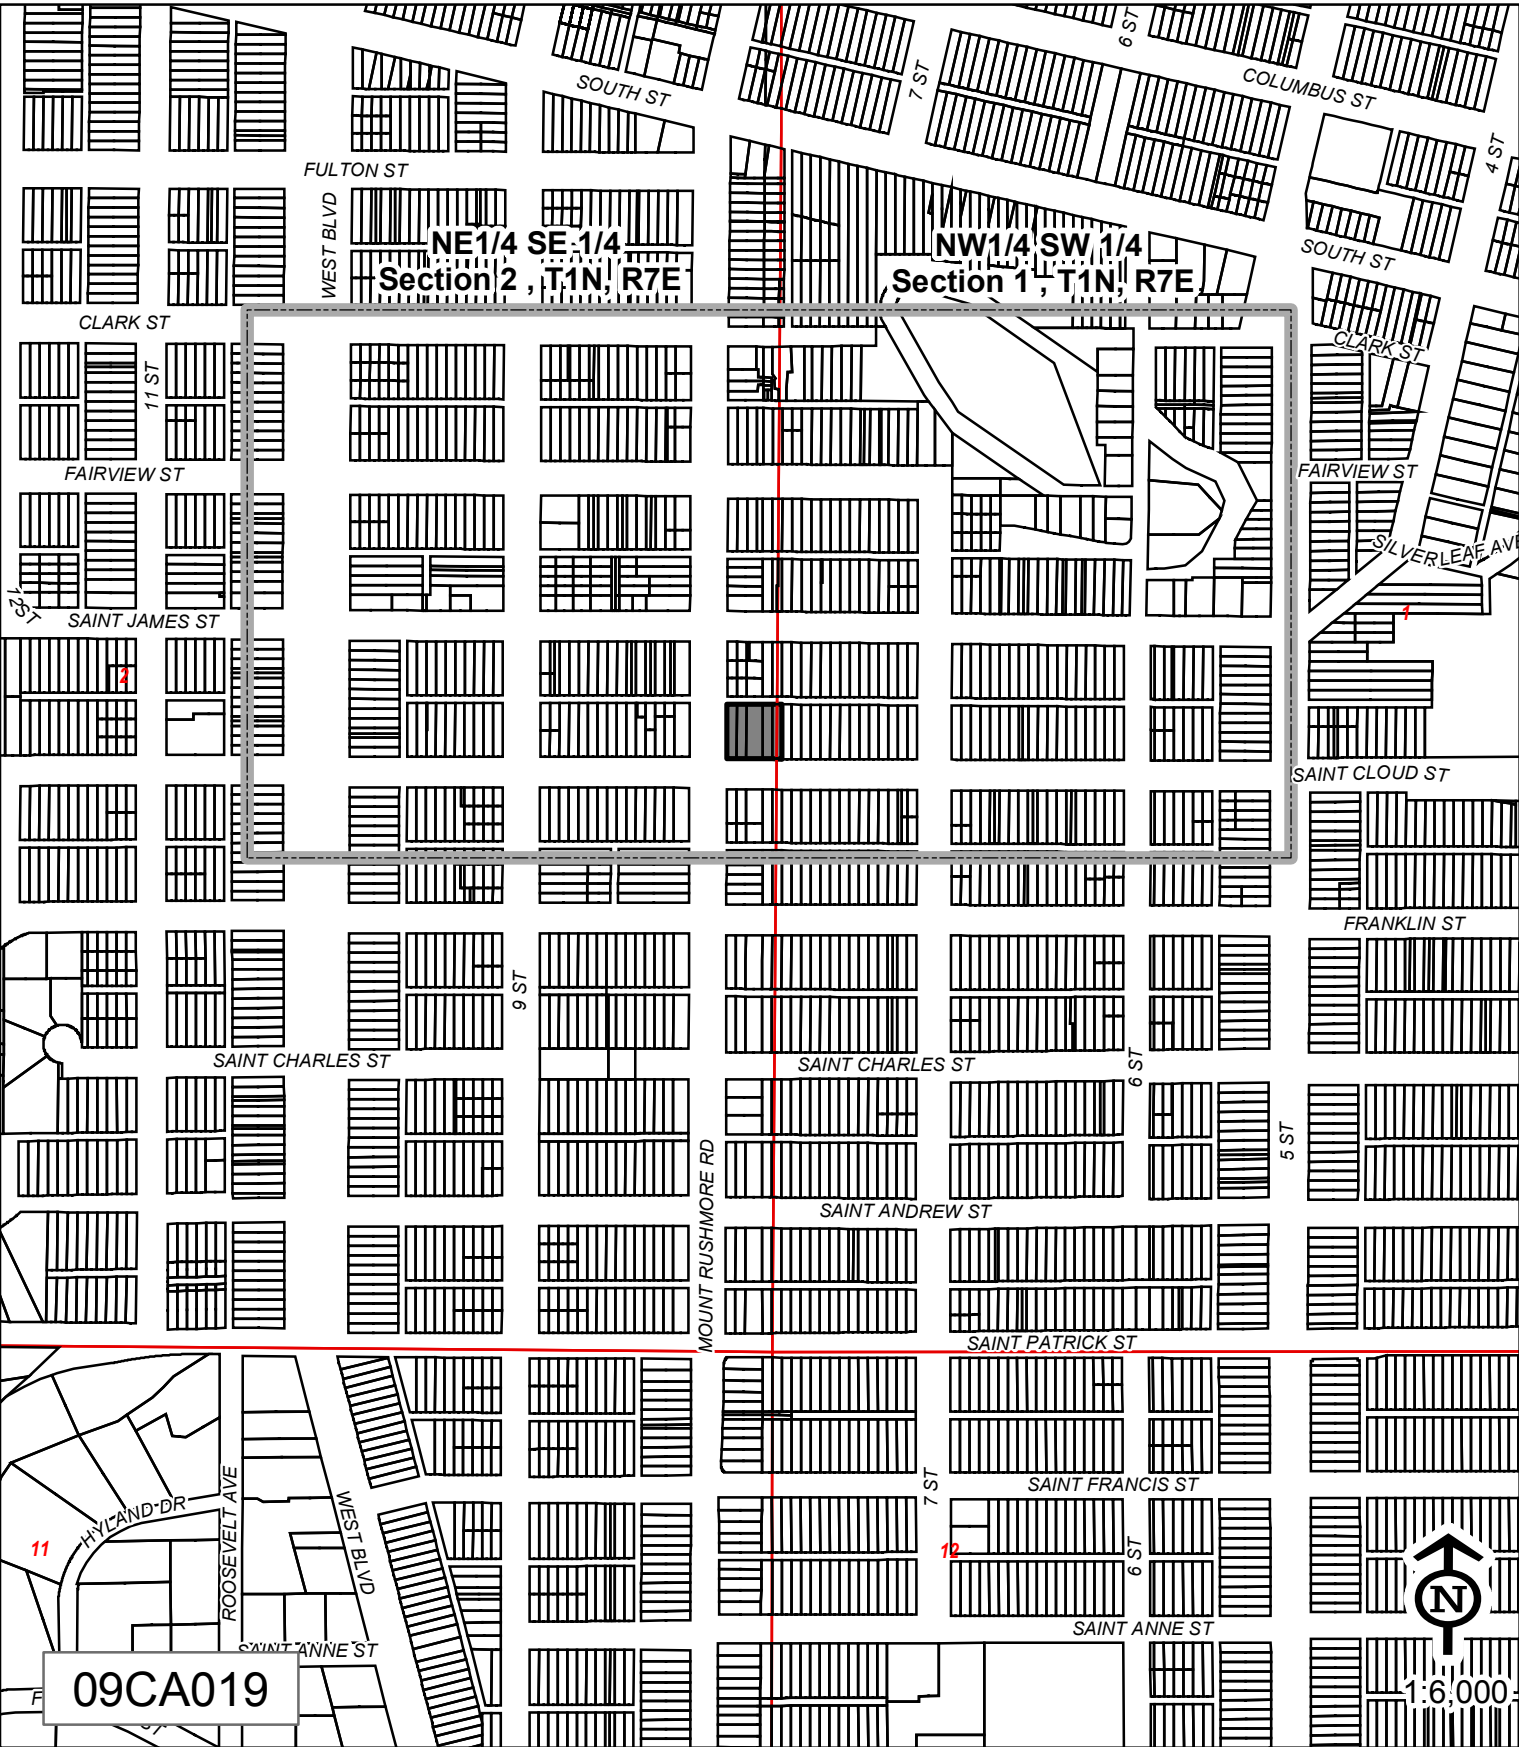 6 ST
COLUMBUS ST
SOUTH ST
7 ST
4 ST
FULTON ST
WEST BLVD
NE1/4 SE 1/4
Section 2 , T1N, R7E
NW1/4 SW 1/4
Section 1 , T1N, R7E
SOUTH ST
CLARK ST
CLARK ST
11 ST
FAIRVIEW ST
FAIRVIEW ST
SILVERLEAF AVE
12 ST
SAINT JAMES ST
1
2
SAINT CLOUD ST
FRANKLIN ST
9 ST
SAINT CHARLES ST
SAINT CHARLES ST
6 ST
5 ST
MOUNT RUSHMORE RD
SAINT ANDREW ST
SAINT PATRICK ST
ROOSEVELT AVE
WEST BLVD
HYLAND DR
7 ST
SAINT FRANCIS ST
11
12
6 ST
N
SAINT ANNE ST
SAINT ANNE ST
09CA019
1:6,000